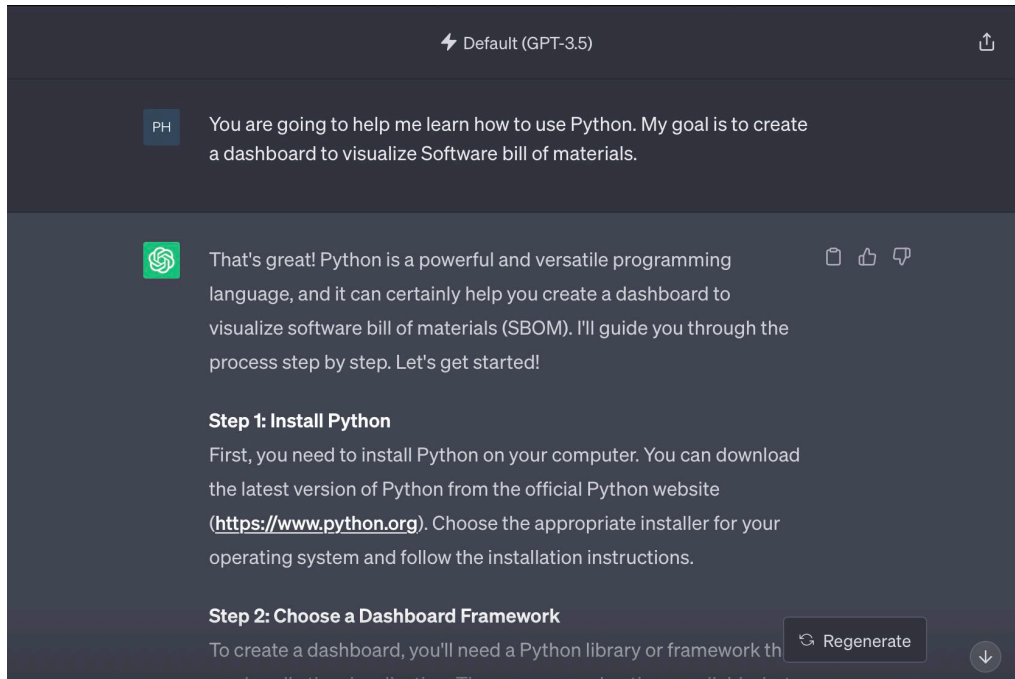 Default (GPT-3.5)
PH
You are going to help me learn how to use Python. My goal is to create
a dashboard to visualize Software bill of materials.
That's great! Python is a powerful and versatile programming
language, and it can certainly help you create a dashboard to
visualize software bill of materials (SBOM). I'll guide you through the
process step by step. Let's get started!
Step 1: Install Python
First, you need to install Python on your computer. You can download
the latest version of Python from the official Python website
(https://www.python.org). Choose the appropriate installer for your
operating system and follow the installation instructions.
Step 2: Choose a Dashboard Framework
To create a dashboard, you'll need a Python library or framework th
Regenerate